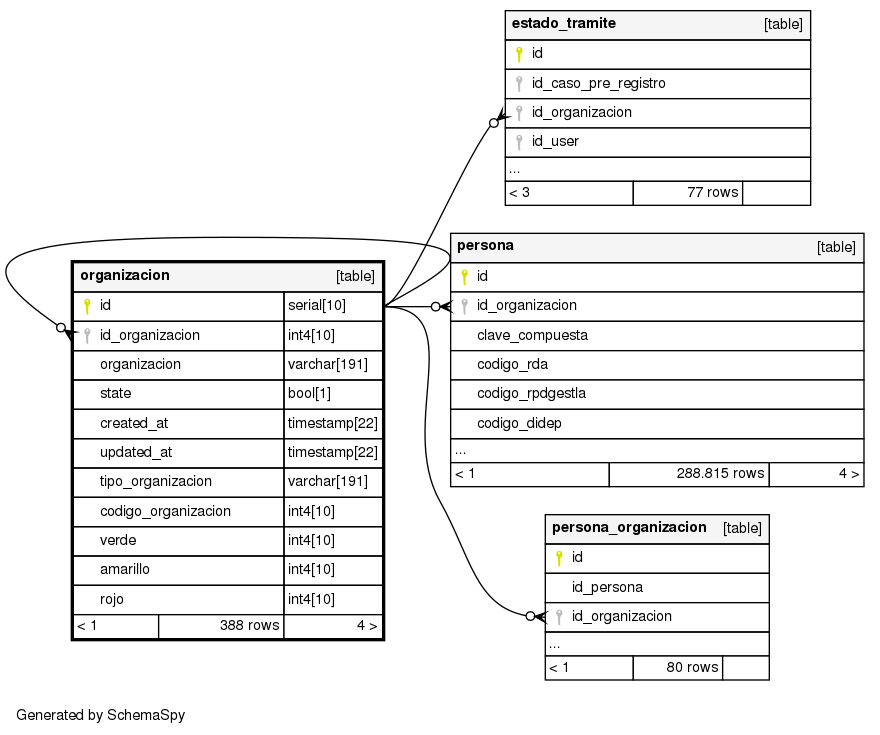 estado_tramite [table]
id
id_caso_pre_registro
id_organizacion
id_user
...
< 3 77 rows
persona [table]
id
id_organizacion
clave_compuesta
codigo_rda
codigo_rpdgestla
codigo_didep
...
< 1 288.815 rows 4 >
organizacion [table]
id serial[10]
id_organizacion int4[10]
organizacion varchar[191]
state bool[1]
created_at timestamp[22]
updated_at timestamp[22]
tipo_organizacion varchar[191]
codigo_organizacion int4[10]
verde int4[10]
amarillo int4[10]
rojo int4[10]
< 1 388 rows 4 >
persona_organizacion [table]
id
id_persona
id_organizacion
...
< 1 80 rows
Generated by SchemaSpy